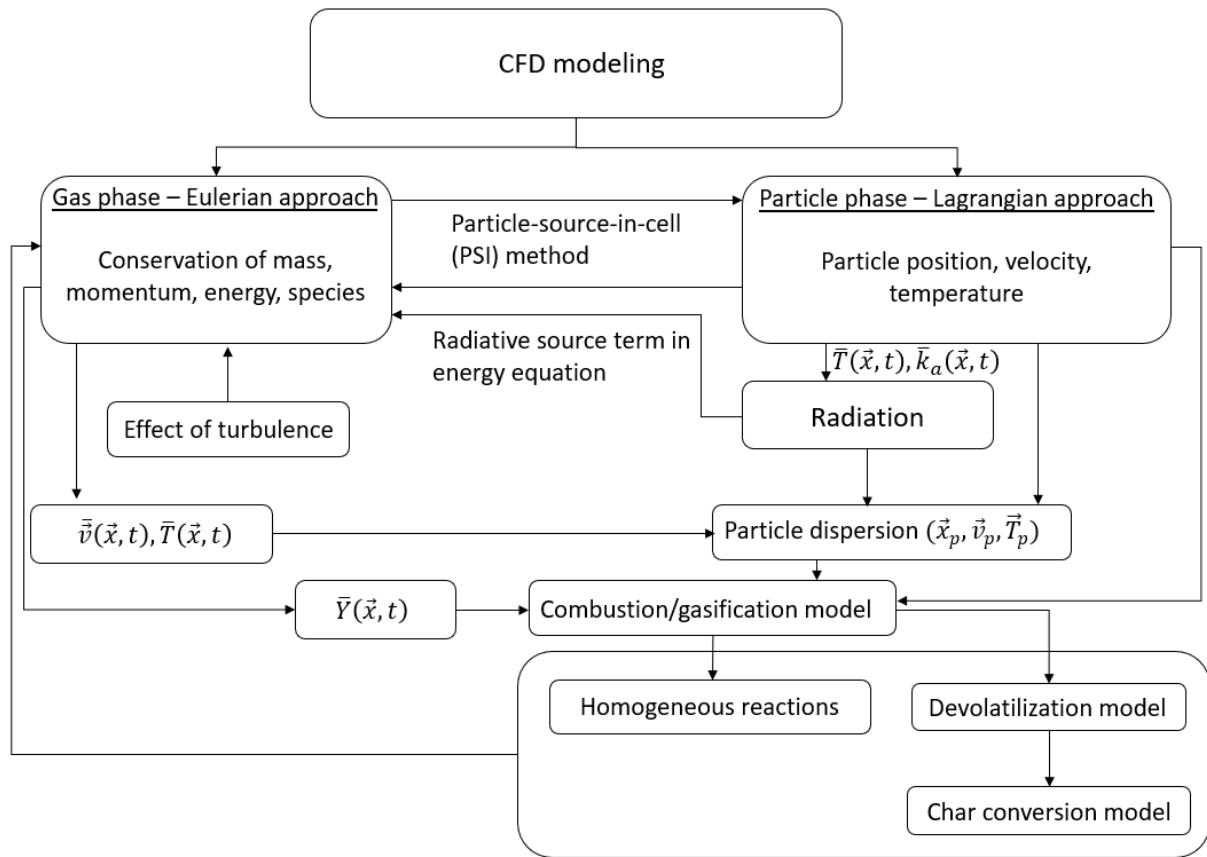 CFD modeling
Gas phase – Eulerian approach
Conservation of mass,
momentum, energy, species
Particle-source-in-cell
(PSI) method
Particle phase – Lagrangian approach
Particle position, velocity,
temperature
Radiative source term in
energy equation
T̄(x⃗, t), k̄ₐ(x⃗, t)
Radiation
Effect of turbulence
v̄⃗(x⃗, t), T̄(x⃗, t)
Particle dispersion (x⃗ₚ, v⃗ₚ, T⃗ₚ)
Ȳ(x⃗, t)
Combustion/gasification model
Homogeneous reactions
Devolatilization model
Char conversion model